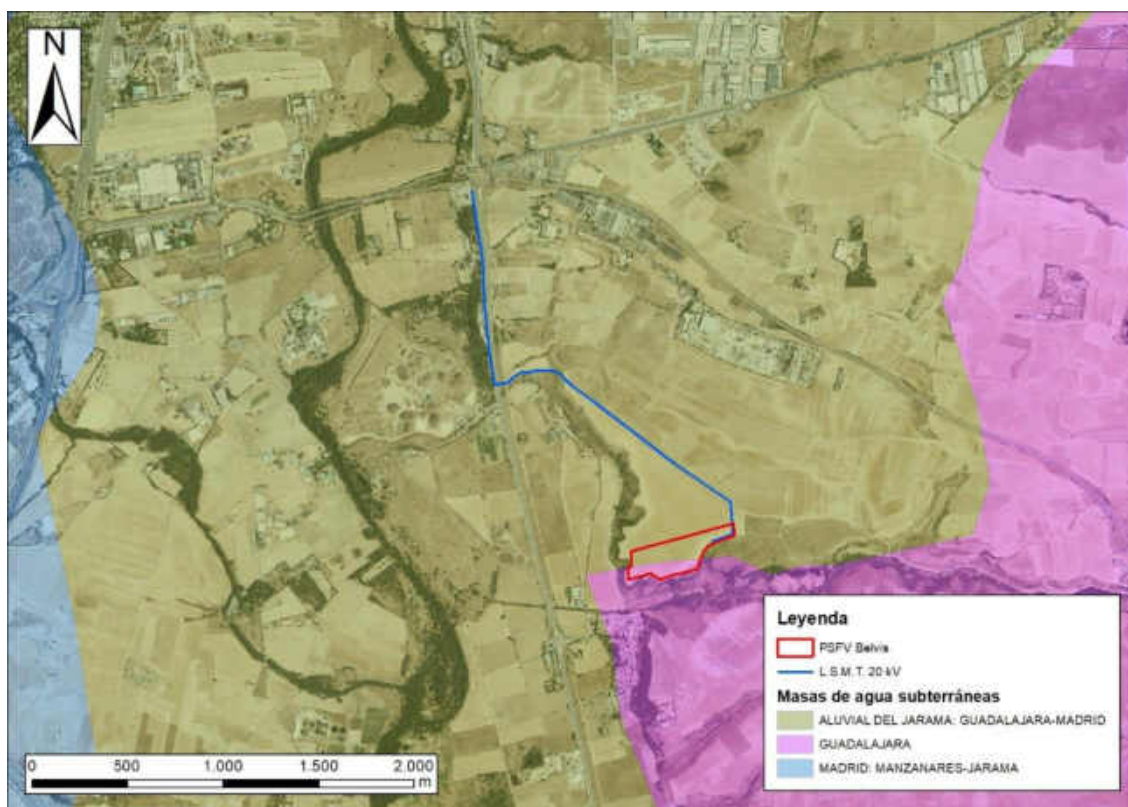 N
Leyenda
PSFV Belvis
L.S.M.T. 20 kV
Masas de agua subterráneas
ALUVIAL DEL JARAMA: GUADALAJARA-MADRID
GUADALAJARA
MADRID: MANZANARES-JARAMA
0 500 1.000 1.500 2.000
m